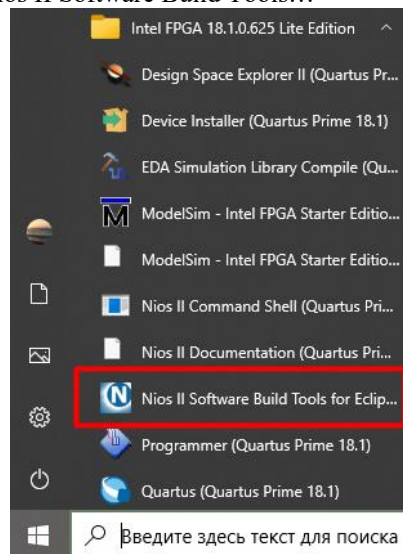 ios II Software Build Tools...
Intel FPGA 18.1.0.625 Lite Edition
Design Space Explorer II (Quartus Pr...
Device Installer (Quartus Prime 18.1)
EDA Simulation Library Compile (Qu...
ModelSim - Intel FPGA Starter Editio...
ModelSim - Intel FPGA Starter Editio...
Nios II Command Shell (Quartus Pri...
Nios II Documentation (Quartus Pri...
Nios II Software Build Tools for Eclip...
Programmer (Quartus Prime 18.1)
Quartus (Quartus Prime 18.1)
Введите здесь текст для поиска